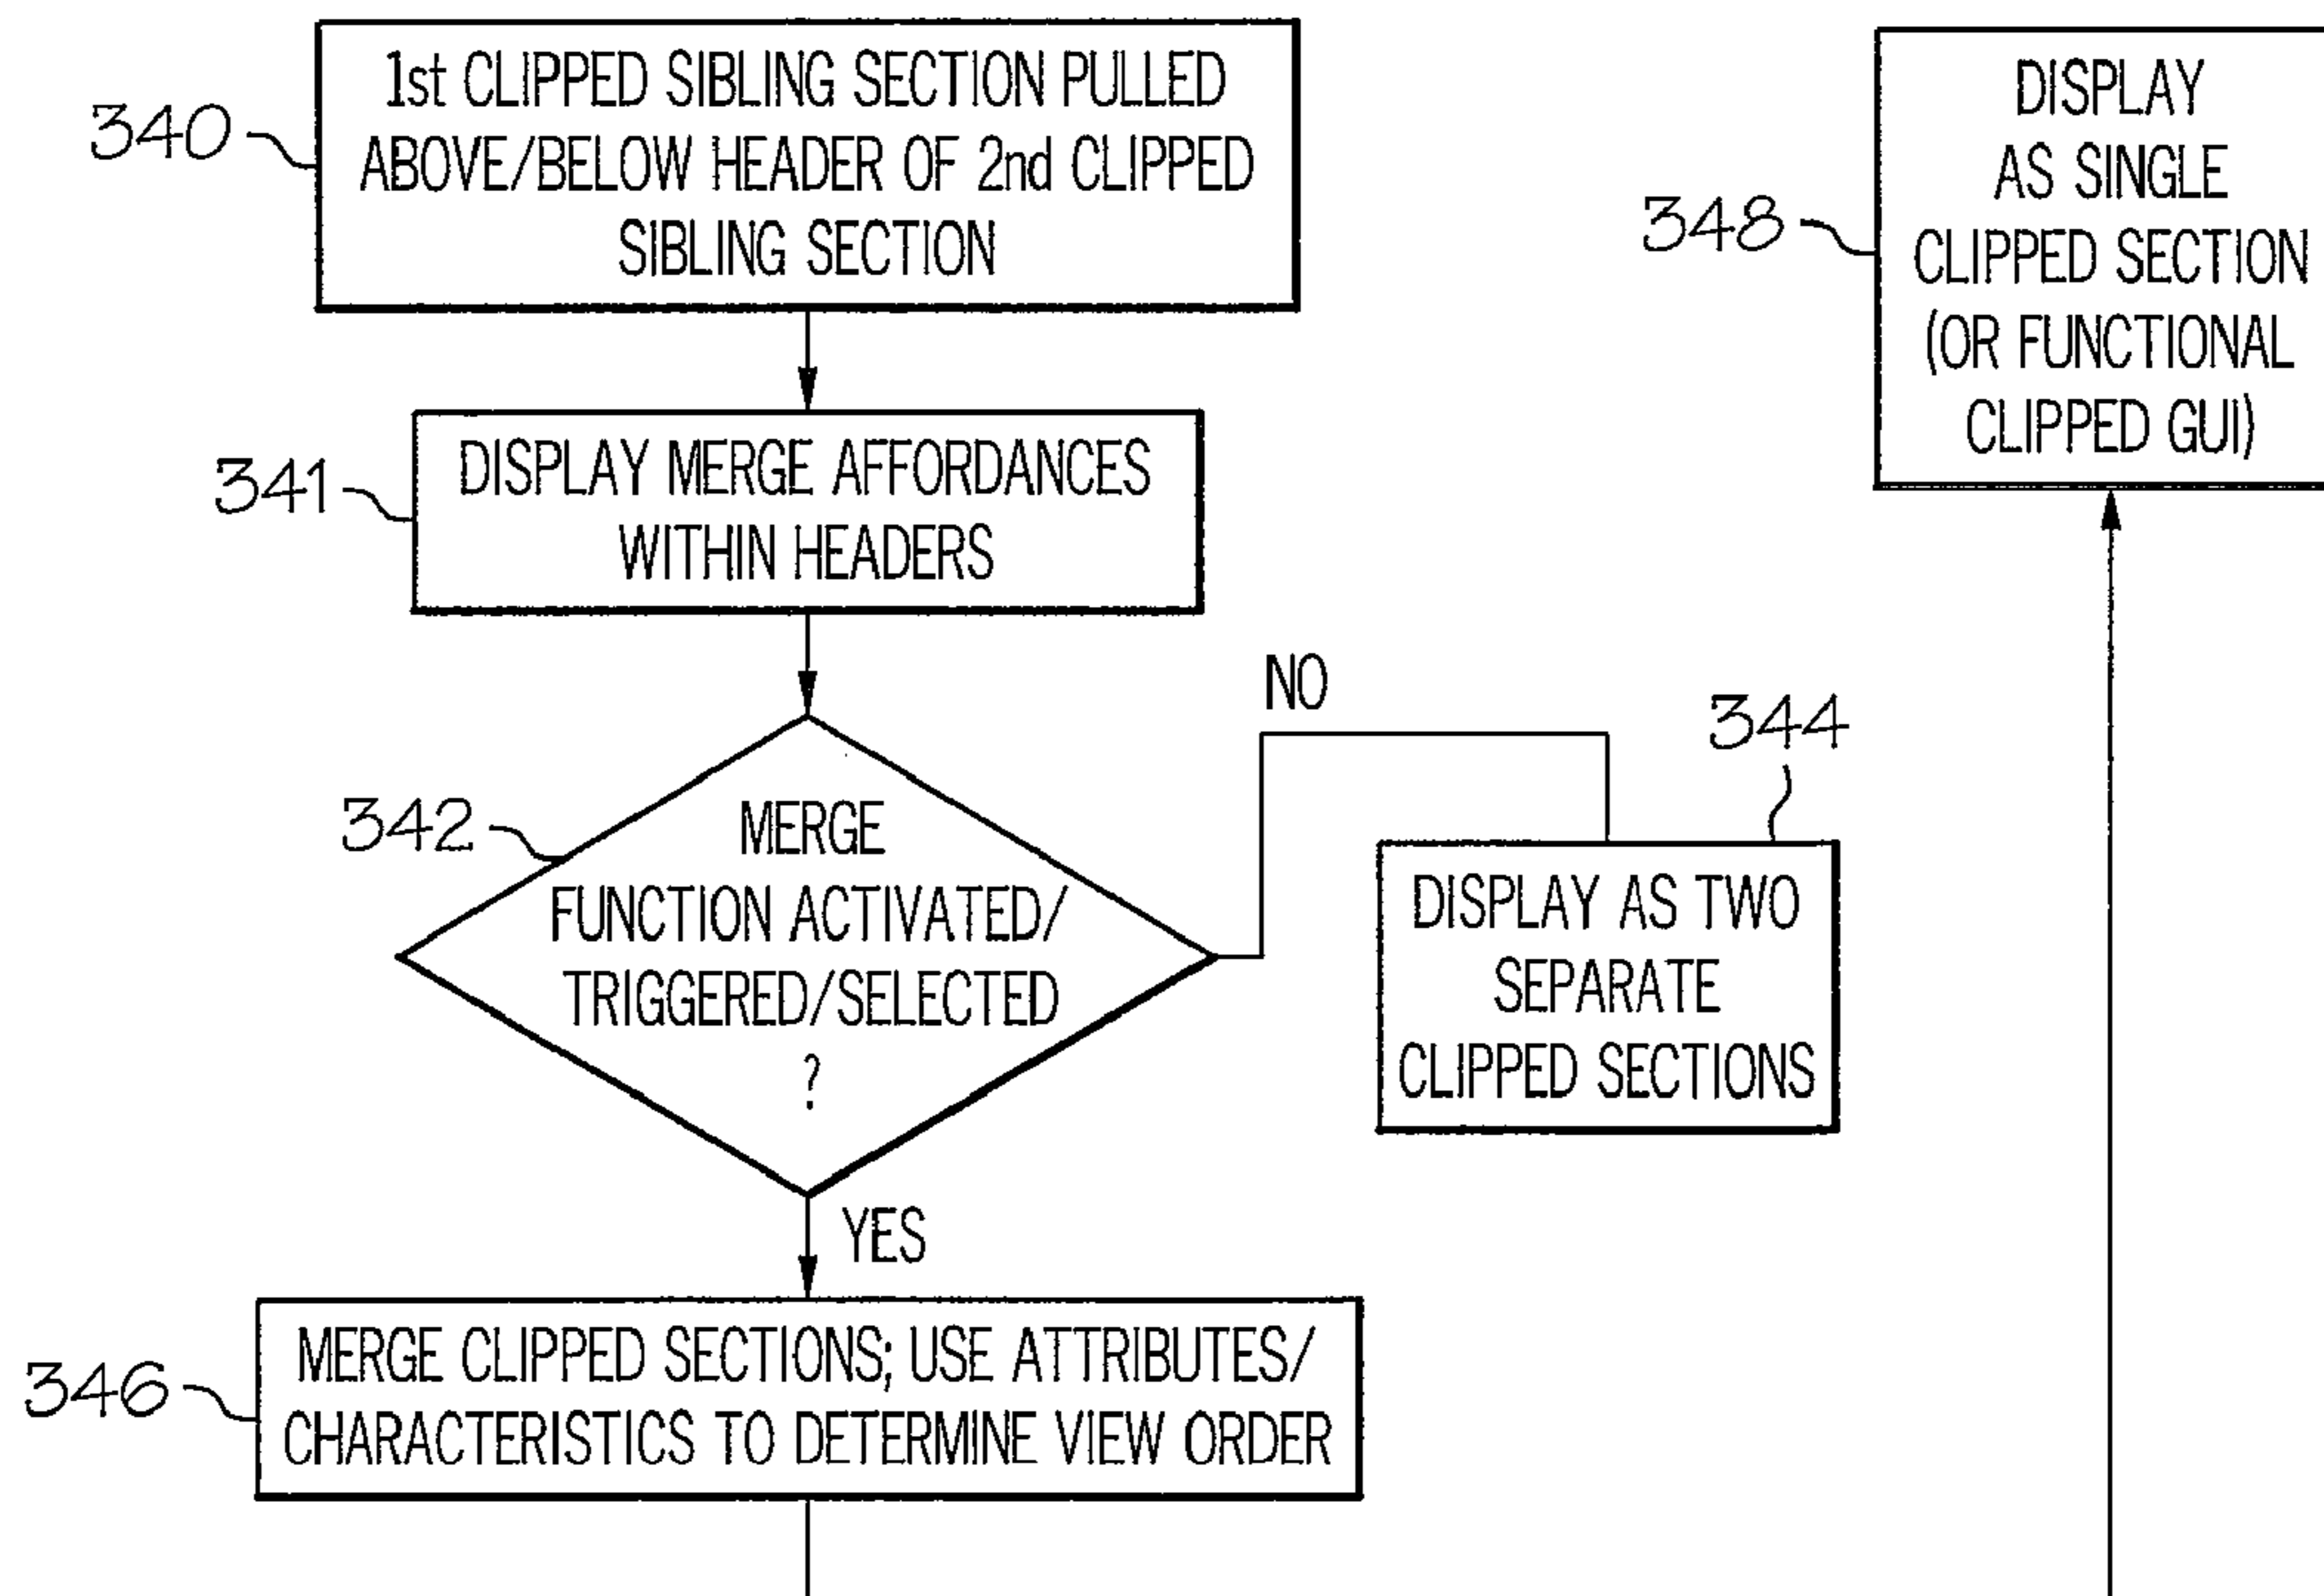 340
1st CLIPPED SIBLING SECTION PULLED
ABOVE/BELOW HEADER OF 2nd CLIPPED
SIBLING SECTION
341
DISPLAY MERGE AFFORDANCES
WITHIN HEADERS
342
MERGE
FUNCTION ACTIVATED/
TRIGGERED/SELECTED
?
NO
344
DISPLAY AS TWO
SEPARATE
CLIPPED SECTIONS
YES
346
MERGE CLIPPED SECTIONS; USE ATTRIBUTES/
CHARACTERISTICS TO DETERMINE VIEW ORDER
348
DISPLAY
AS SINGLE
CLIPPED SECTION
(OR FUNCTIONAL
CLIPPED GUI)